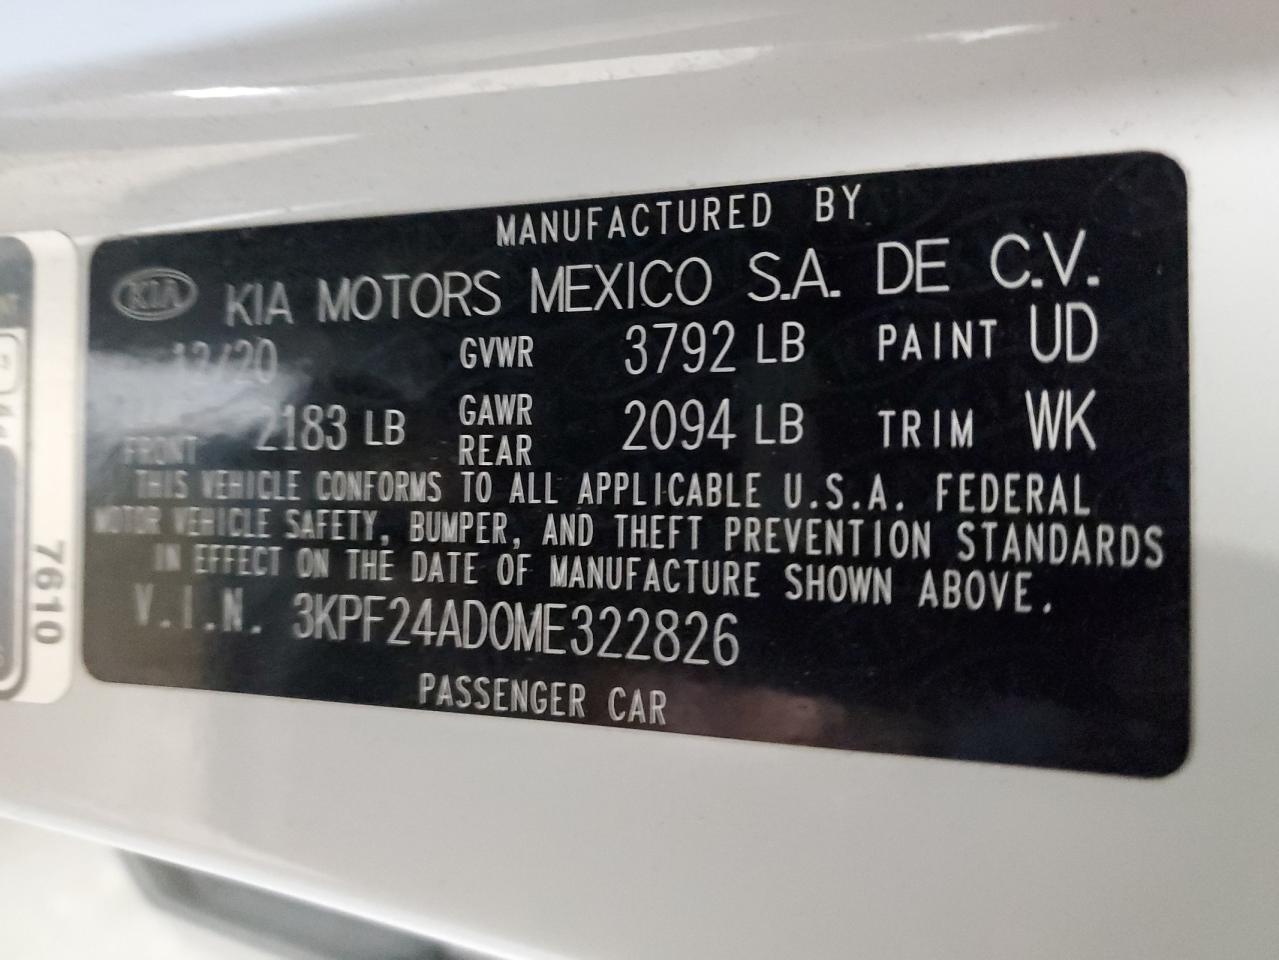 MANUFACTURED BY
KIA KIA MOTORS MEXICO S.A. DE C.V.
12/20 GVWR 3792 LB PAINT UD
FRONT 2183 LB GAWR REAR 2094 LB TRIM WK
THIS VEHICLE CONFORMS TO ALL APPLICABLE U.S.A. FEDERAL
MOTOR VEHICLE SAFETY, BUMPER, AND THEFT PREVENTION STANDARDS
IN EFFECT ON THE DATE OF MANUFACTURE SHOWN ABOVE.
V.I.N. 3KPF24AD0ME322826
PASSENGER CAR
7610